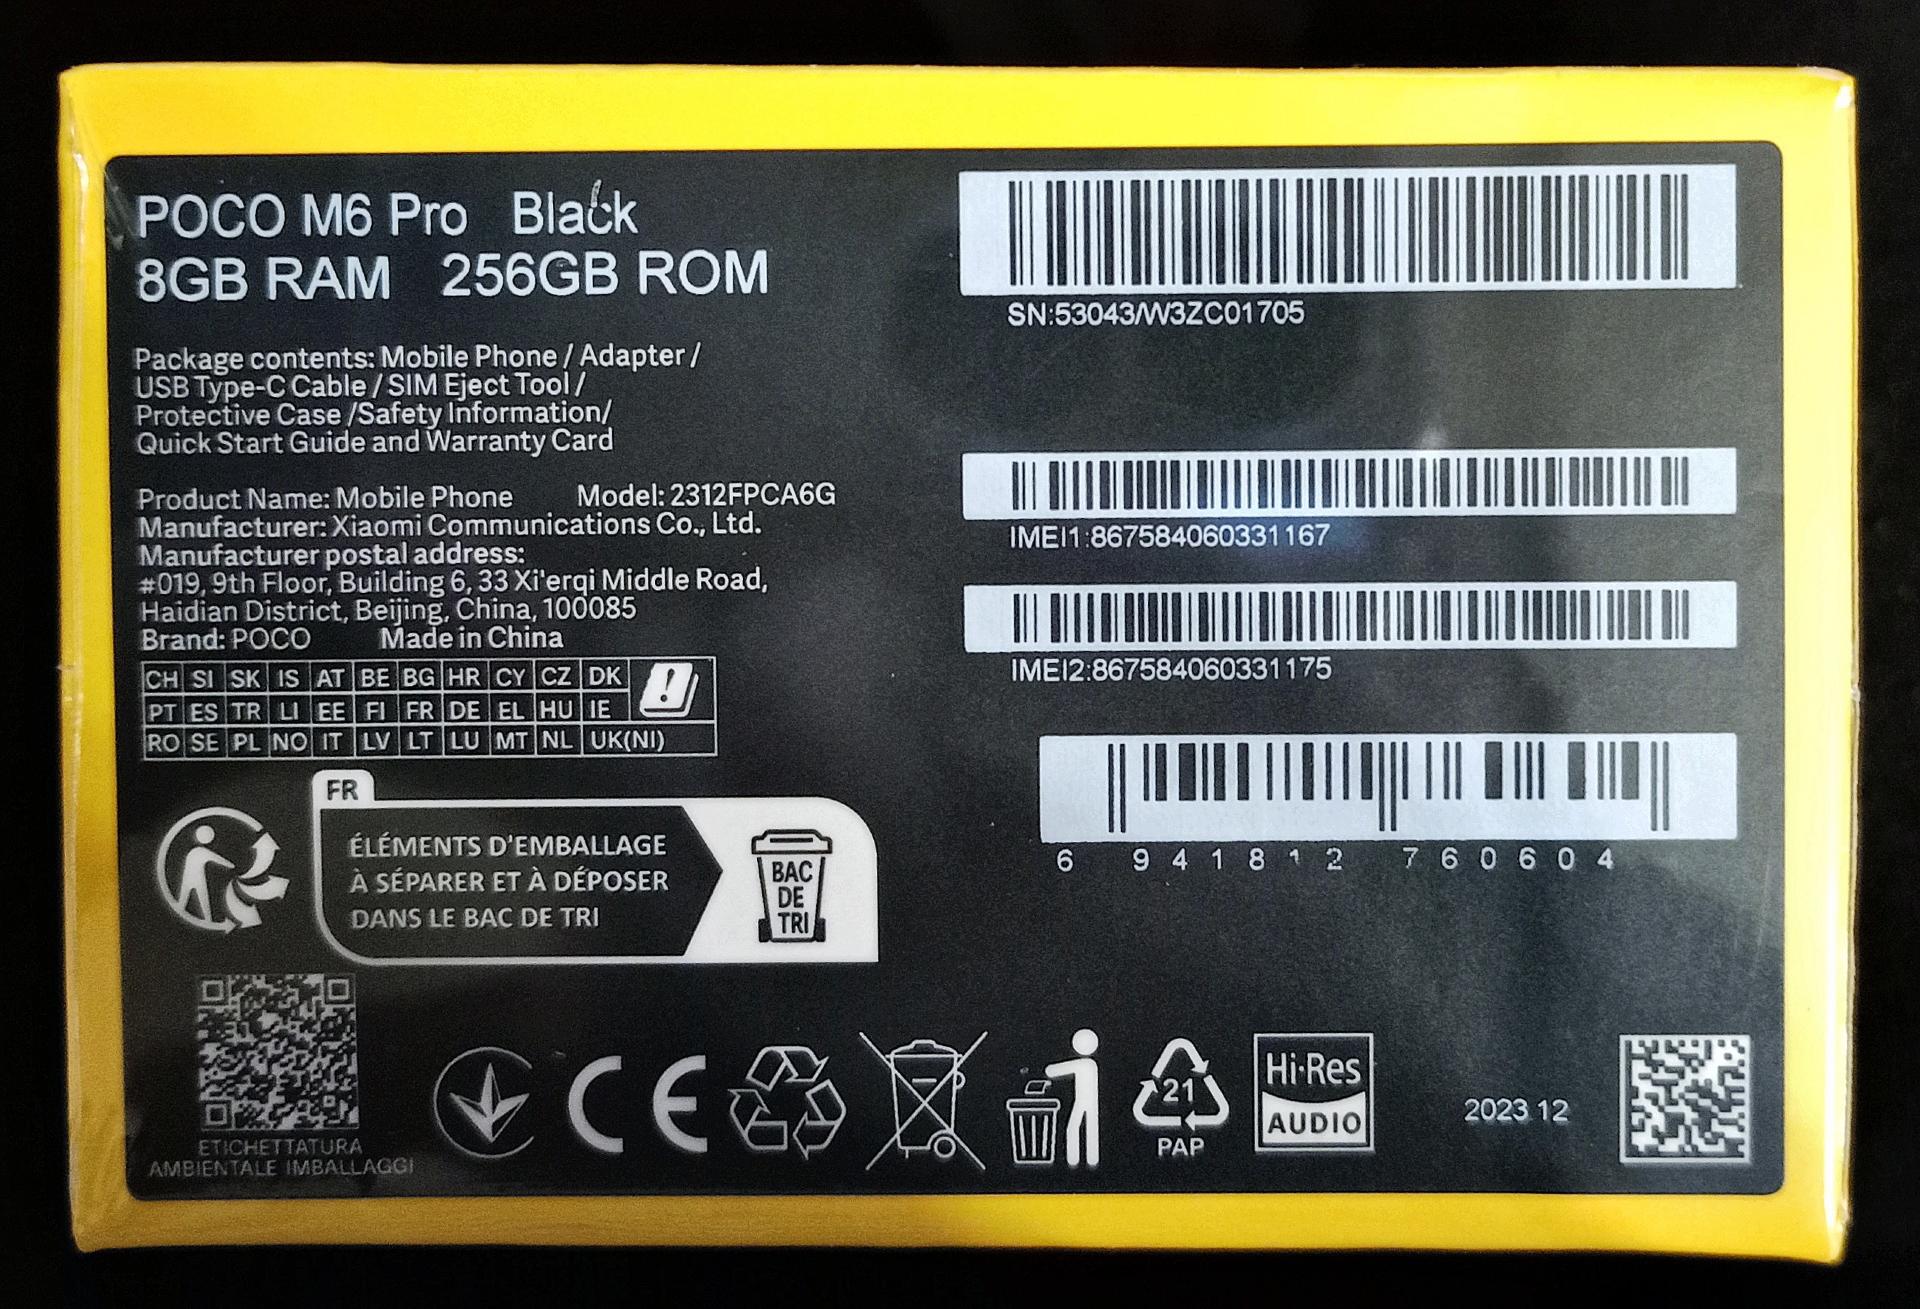 POCO M6 Pro Black
8GB RAM 256GB ROM
Package contents: Mobile Phone / Adapter /
USB Type-C Cable / SIM Eject Tool /
Protective Case /Safety Information/
Quick Start Guide and Warranty Card
Product Name: Mobile Phone Model: 2312FPCA6G
Manufacturer: Xiaomi Communications Co., Ltd.
Manufacturer postal address:
#019, 9th Floor, Building 6, 33 Xi'erqi Middle Road,
Haidian District, Beijing, China, 100085
Brand: POCO Made in China
CH SI SK IS AT BE BG HR CY CZ DK
PT ES TR LI EE FI FR DE EL HU IE
RO SE PL NO IT LV LT LU MT NL UK(NI)
FR
ÉLÉMENTS D'EMBALLAGE
À SÉPARER ET À DÉPOSER
DANS LE BAC DE TRI
BAC
DE
TRI
ETICHETTATURA
AMBIENTALE IMBALLAGGI
SN:53043/W3ZC01705
IMEI1:867584060331167
IMEI2:867584060331175
6 941812 760604
CE
21
PAP
Hi-Res
AUDIO
2023 12